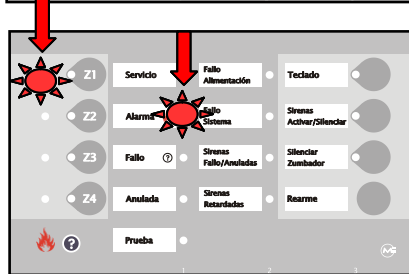 Z1 Servicio Fallo Alimentación Teclado
Z2 Alarma Fallo Sistema Sirenas Activar/Silenciar
Z3 Fallo ? Sirenas Fallo/Anuladas Silenciar Zumbador
Z4 Anulada Sirenas Retardadas Rearme
? Prueba
1 2 3